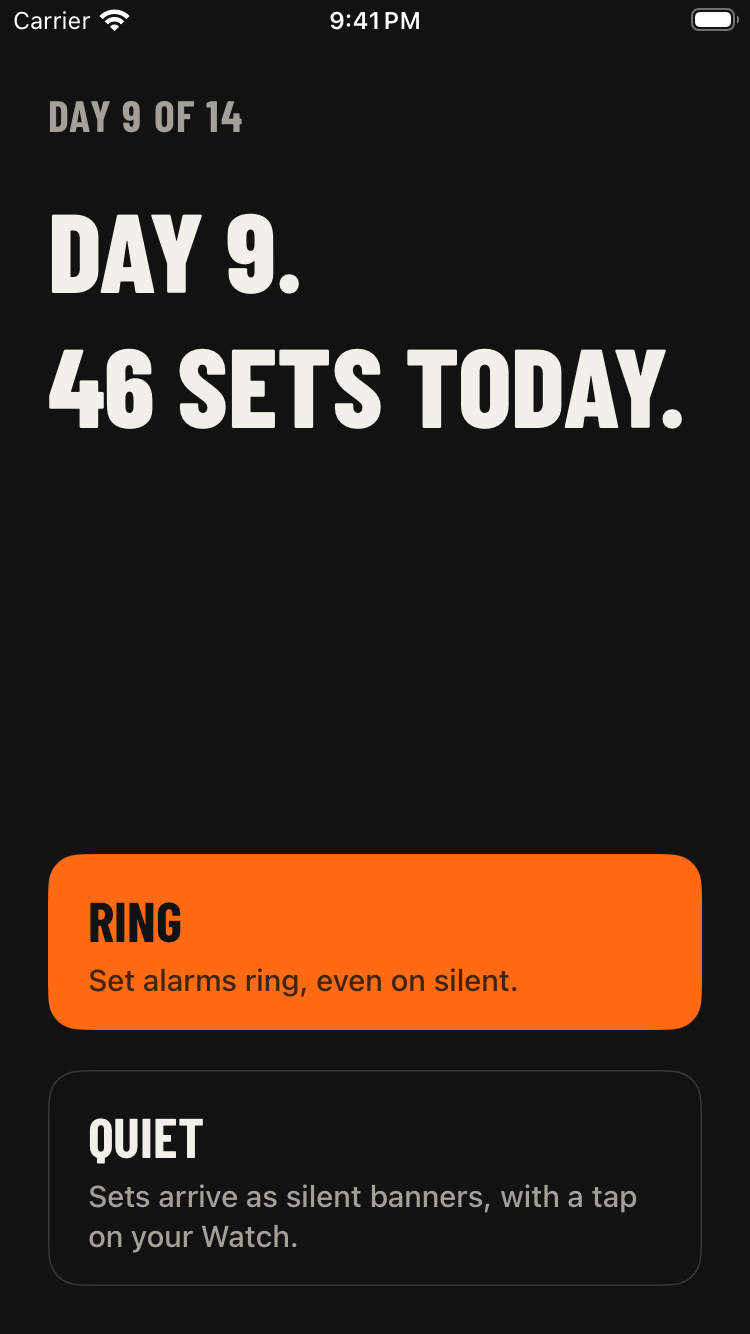 Carrier 9:41 PM
DAY 9 OF 14
DAY 9.
46 SETS TODAY.
RING
Set alarms ring, even on silent.
QUIET
Sets arrive as silent banners, with a tap
on your Watch.